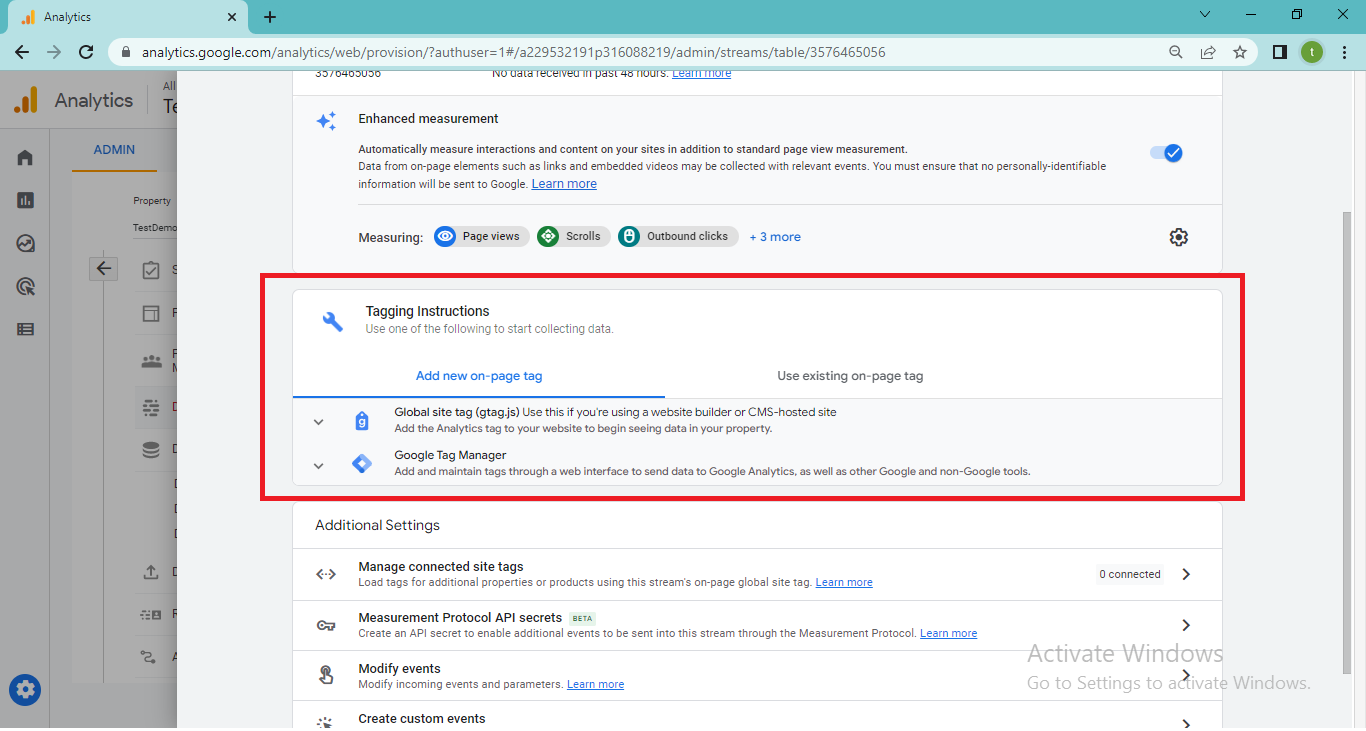 Analytics
analytics.google.com/analytics/web/provision/?authuser=1#/a229532191p316088219/admin/streams/table/3576465056
t
Analytics
All
Te
ADMIN
Property
TestDemo
3576465056 No data received in past 48 hours. Learn more
Enhanced measurement
Automatically measure interactions and content on your sites in addition to standard page view measurement.
Data from on-page elements such as links and embedded videos may be collected with relevant events. You must ensure that no personally-identifiable
information will be sent to Google. Learn more
Measuring: Page views Scrolls Outbound clicks + 3 more
Tagging Instructions
Use one of the following to start collecting data.
Add new on-page tag Use existing on-page tag
Global site tag (gtag.js) Use this if you're using a website builder or CMS-hosted site
Add the Analytics tag to your website to begin seeing data in your property.
Google Tag Manager
Add and maintain tags through a web interface to send data to Google Analytics, as well as other Google and non-Google tools.
Additional Settings
Manage connected site tags
Load tags for additional properties or products using this stream's on-page global site tag. Learn more
0 connected
Measurement Protocol API secrets BETA
Create an API secret to enable additional events to be sent into this stream through the Measurement Protocol. Learn more
Modify events
Modify incoming events and parameters. Learn more
Create custom events
Activate Windows
Go to Settings to activate Windows.